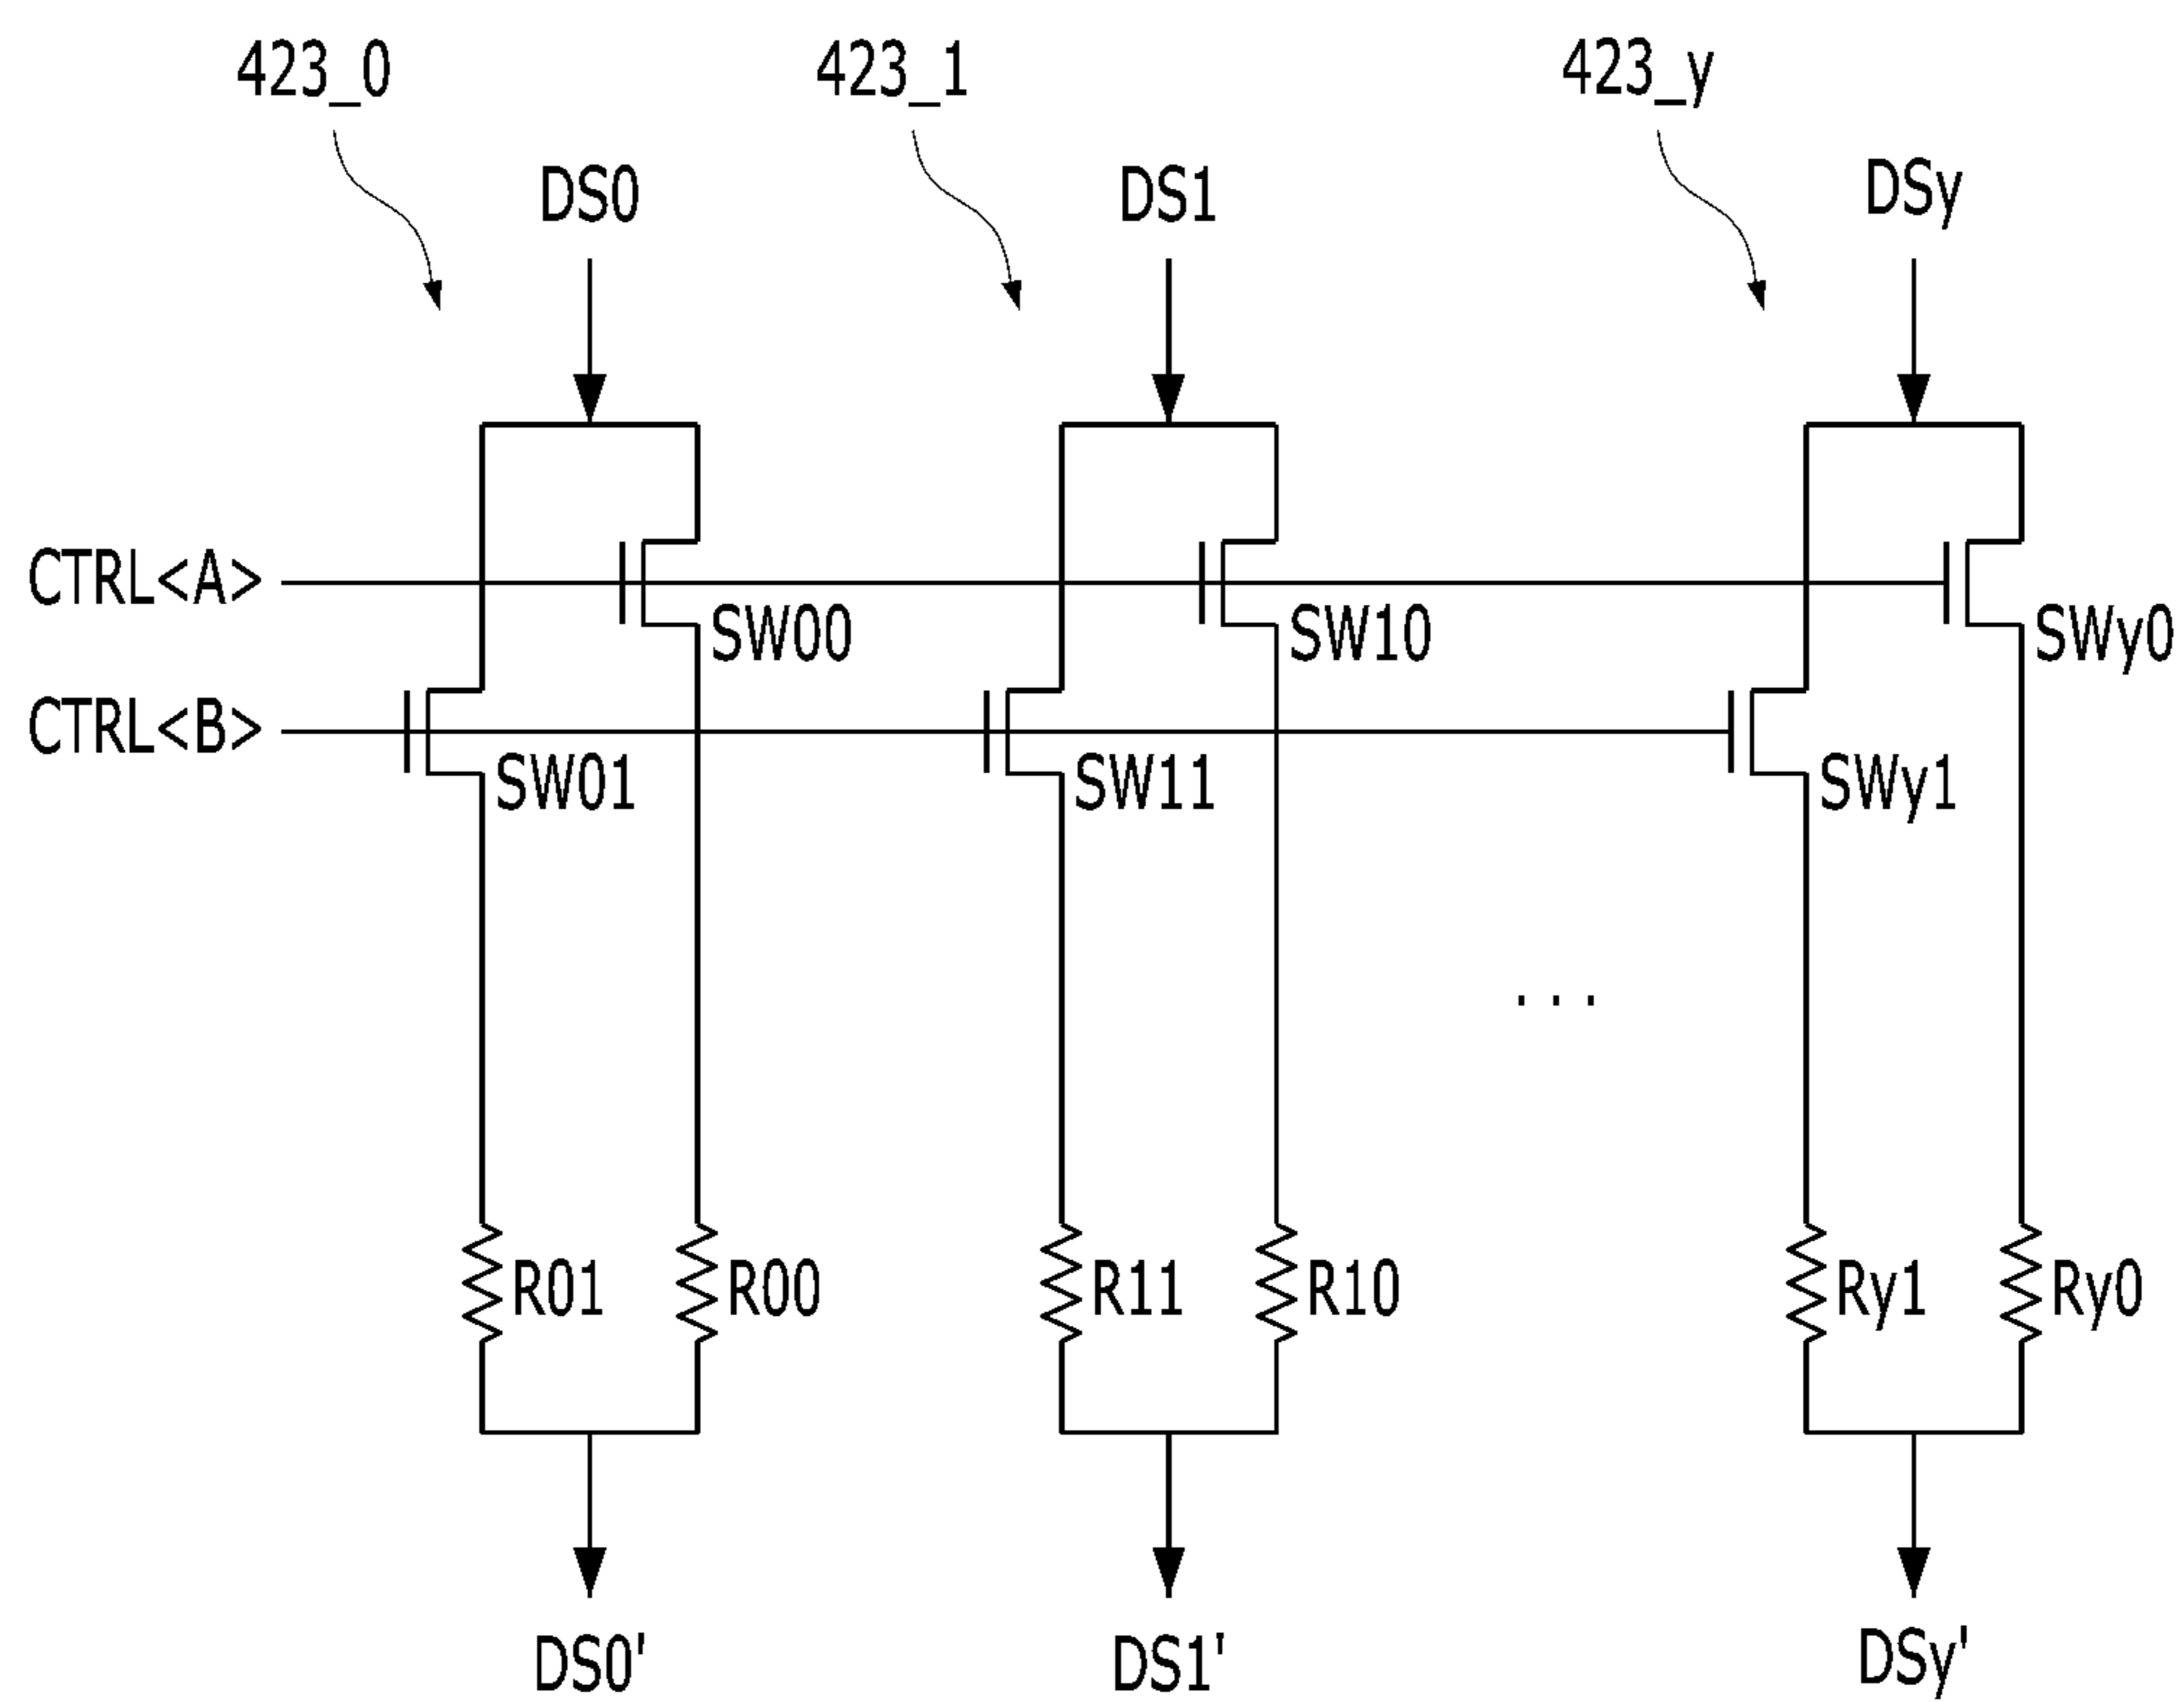 423_0 423_1 423_y
DS0 DS1 DSy
CTRL<A> SW00 SW10 SWy0
CTRL<B> SW01 SW11 SWy1
...
R01 R00 R11 R10 Ry1 Ry0
DS0' DS1' DSy'